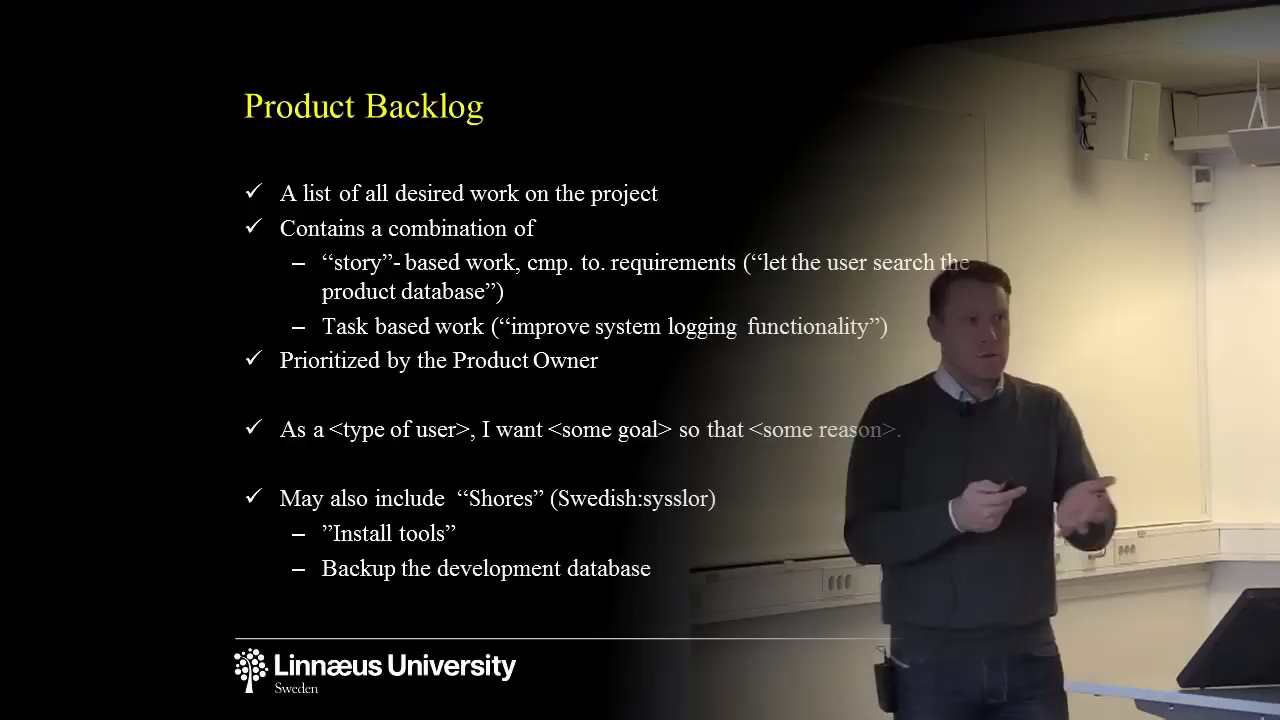 Product Backlog
✓ A list of all desired work on the project
✓ Contains a combination of
– “story”- based work, cmp. to. requirements (“let the user search the
product database”)
– Task based work (“improve system logging functionality”)
✓ Prioritized by the Product Owner
✓ As a <type of user>, I want <some goal> so that <some reason>.
✓ May also include “Shores” (Swedish:sysslor)
– ”Install tools”
– Backup the development database
Linnæus University
Sweden